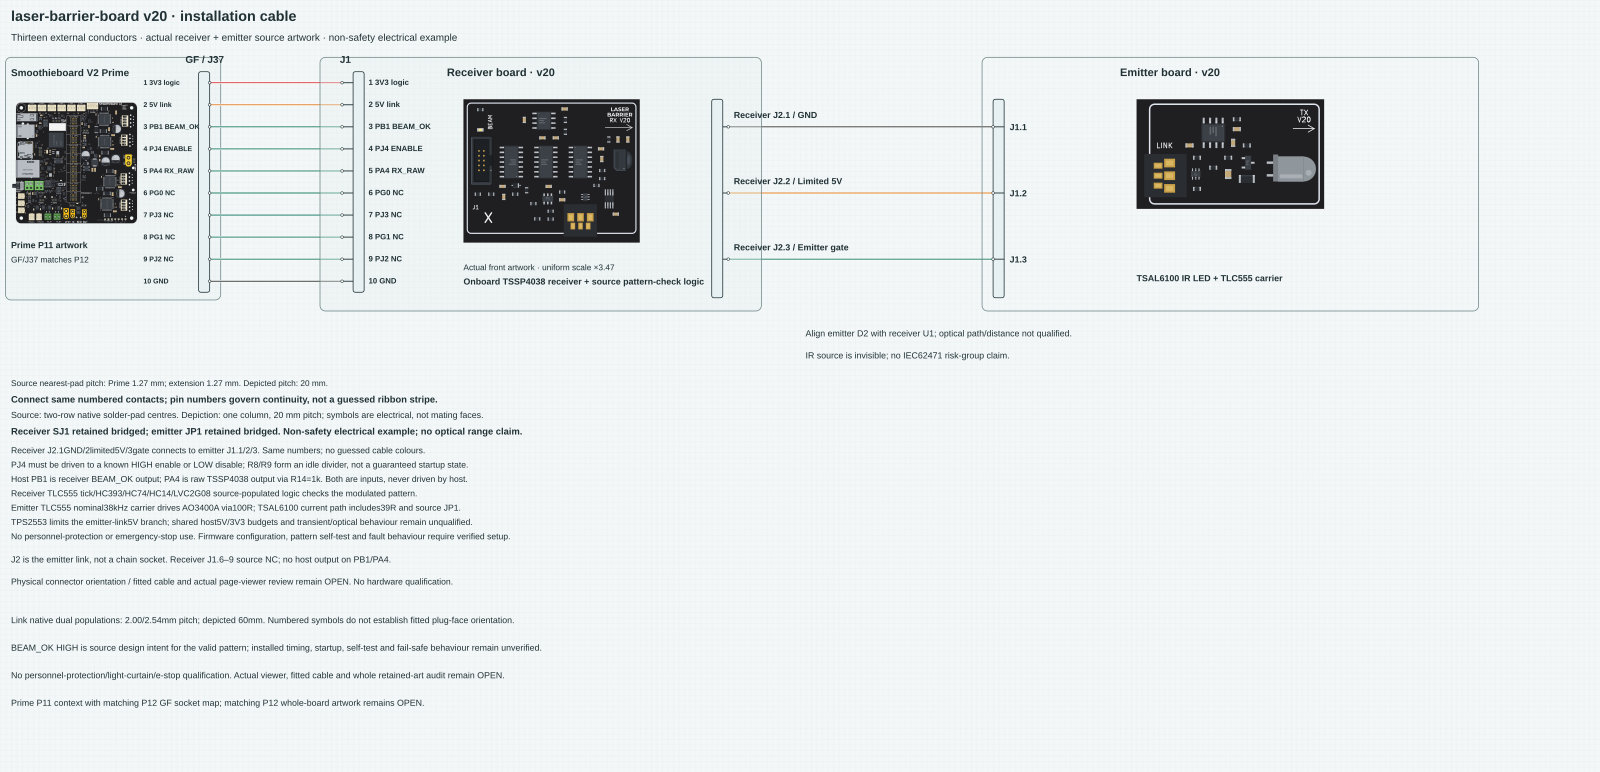 laser-barrier-board v20 · installation cable
Thirteen external conductors · actual receiver + emitter source artwork · non-safety electrical example
GF / J37
J1
Smoothieboard V2 Prime
Receiver board · v20
Emitter board · v20
1 3V3 logic
2 5V link
3 PB1 BEAM_OK
4 PJ4 ENABLE
5 PA4 RX_RAW
6 PG0 NC
7 PJ3 NC
8 PG1 NC
9 PJ2 NC
10 GND
Prime P11 artwork
GF/J37 matches P12
1 3V3 logic
2 5V link
3 PB1 BEAM_OK
4 PJ4 ENABLE
5 PA4 RX_RAW
6 PG0 NC
7 PJ3 NC
8 PG1 NC
9 PJ2 NC
10 GND
LASER
BARRIER
RX V20
BEAM
J1
X
Actual front artwork · uniform scale ×3.47
Onboard TSSP4038 receiver + source pattern-check logic
Receiver J2.1 / GND
Receiver J2.2 / Limited 5V
Receiver J2.3 / Emitter gate
J1.1
J1.2
J1.3
TX
V20
LINK
TSAL6100 IR LED + TLC555 carrier
Align emitter D2 with receiver U1; optical path/distance not qualified.
IR source is invisible; no IEC62471 risk-group claim.
Source nearest-pad pitch: Prime 1.27 mm; extension 1.27 mm. Depicted pitch: 20 mm.
Connect same numbered contacts; pin numbers govern continuity, not a guessed ribbon stripe.
Source: two-row native solder-pad centres. Depiction: one column, 20 mm pitch; symbols are electrical, not mating faces.
Receiver SJ1 retained bridged; emitter JP1 retained bridged. Non-safety electrical example; no optical range claim.
Receiver J2.1GND/2limited5V/3gate connects to emitter J1.1/2/3. Same numbers; no guessed cable colours.
PJ4 must be driven to a known HIGH enable or LOW disable; R8/R9 form an idle divider, not a guaranteed startup state.
Host PB1 is receiver BEAM_OK output; PA4 is raw TSSP4038 output via R14=1k. Both are inputs, never driven by host.
Receiver TLC555 tick/HC393/HC74/HC14/LVC2G08 source-populated logic checks the modulated pattern.
Emitter TLC555 nominal38kHz carrier drives AO3400A via100R; TSAL6100 current path includes39R and source JP1.
TPS2553 limits the emitter-link5V branch; shared host5V/3V3 budgets and transient/optical behaviour remain unqualified.
No personnel-protection or emergency-stop use. Firmware configuration, pattern self-test and fault behaviour require verified setup.
J2 is the emitter link, not a chain socket. Receiver J1.6–9 source NC; no host output on PB1/PA4.
Physical connector orientation / fitted cable and actual page-viewer review remain OPEN. No hardware qualification.
Link native dual populations: 2.00/2.54mm pitch; depicted 60mm. Numbered symbols do not establish fitted plug-face orientation.
BEAM_OK HIGH is source design intent for the valid pattern; installed timing, startup, self-test and fail-safe behaviour remain unverified.
No personnel-protection/light-curtain/e-stop qualification. Actual viewer, fitted cable and whole retained-art audit remain OPEN.
Prime P11 context with matching P12 GF socket map; matching P12 whole-board artwork remains OPEN.